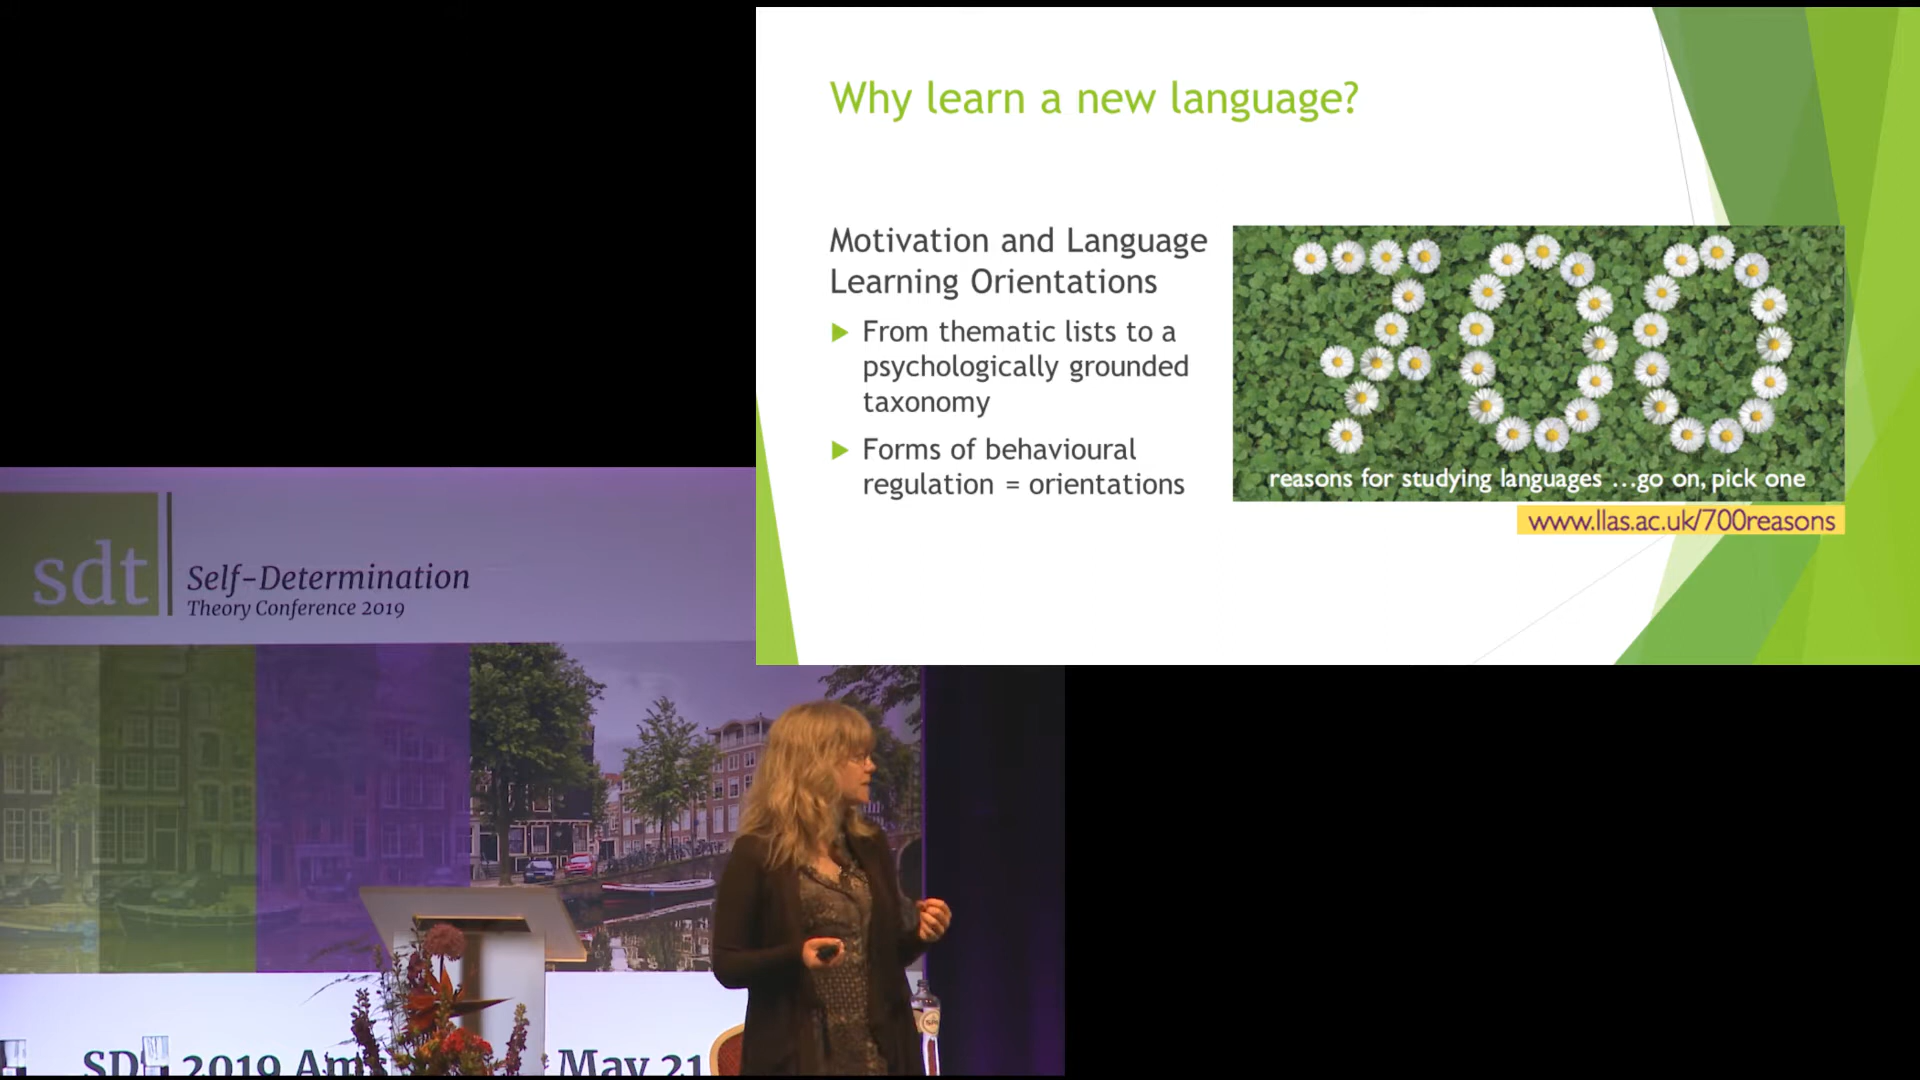 Why learn a new language?
Motivation and Language
Learning Orientations
From thematic lists to a
psychologically grounded
taxonomy
Forms of behavioural
regulation = orientations
700
reasons for studying languages ...go on, pick one
www.llas.ac.uk/700reasons
sdt
Self-Determination
Theory Conference 2019
2019
May 21